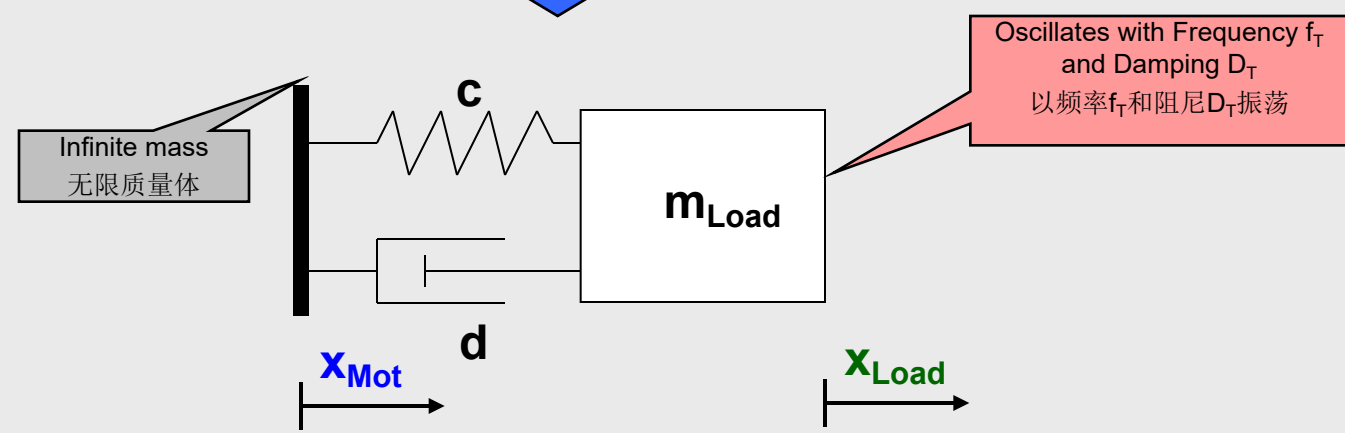 Oscillates with Frequency fT
and Damping DT
以频率fT和阻尼DT振荡
c
Infinite mass
无限质量体
mLoad
d
xMot
xLoad